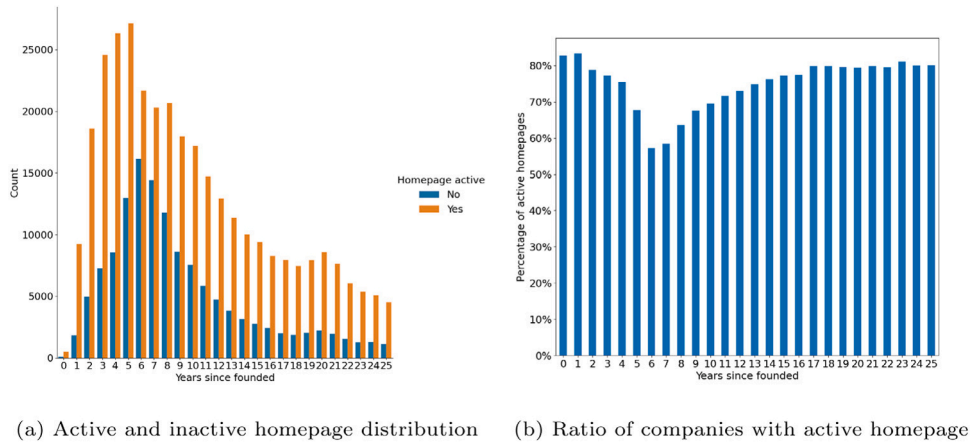 25000
20000
15000
10000
5000
0
Count
0 1 2 3 4 5 6 7 8 9 10 11 12 13 14 15 16 17 18 19 20 21 22 23 24 25
Years since founded
Homepage active
No
Yes
80%
70%
60%
50%
40%
30%
20%
10%
0%
Percentage of active homepages
0 1 2 3 4 5 6 7 8 9 10 11 12 13 14 15 16 17 18 19 20 21 22 23 24 25
Years since founded
(a) Active and inactive homepage distribution
(b) Ratio of companies with active homepage